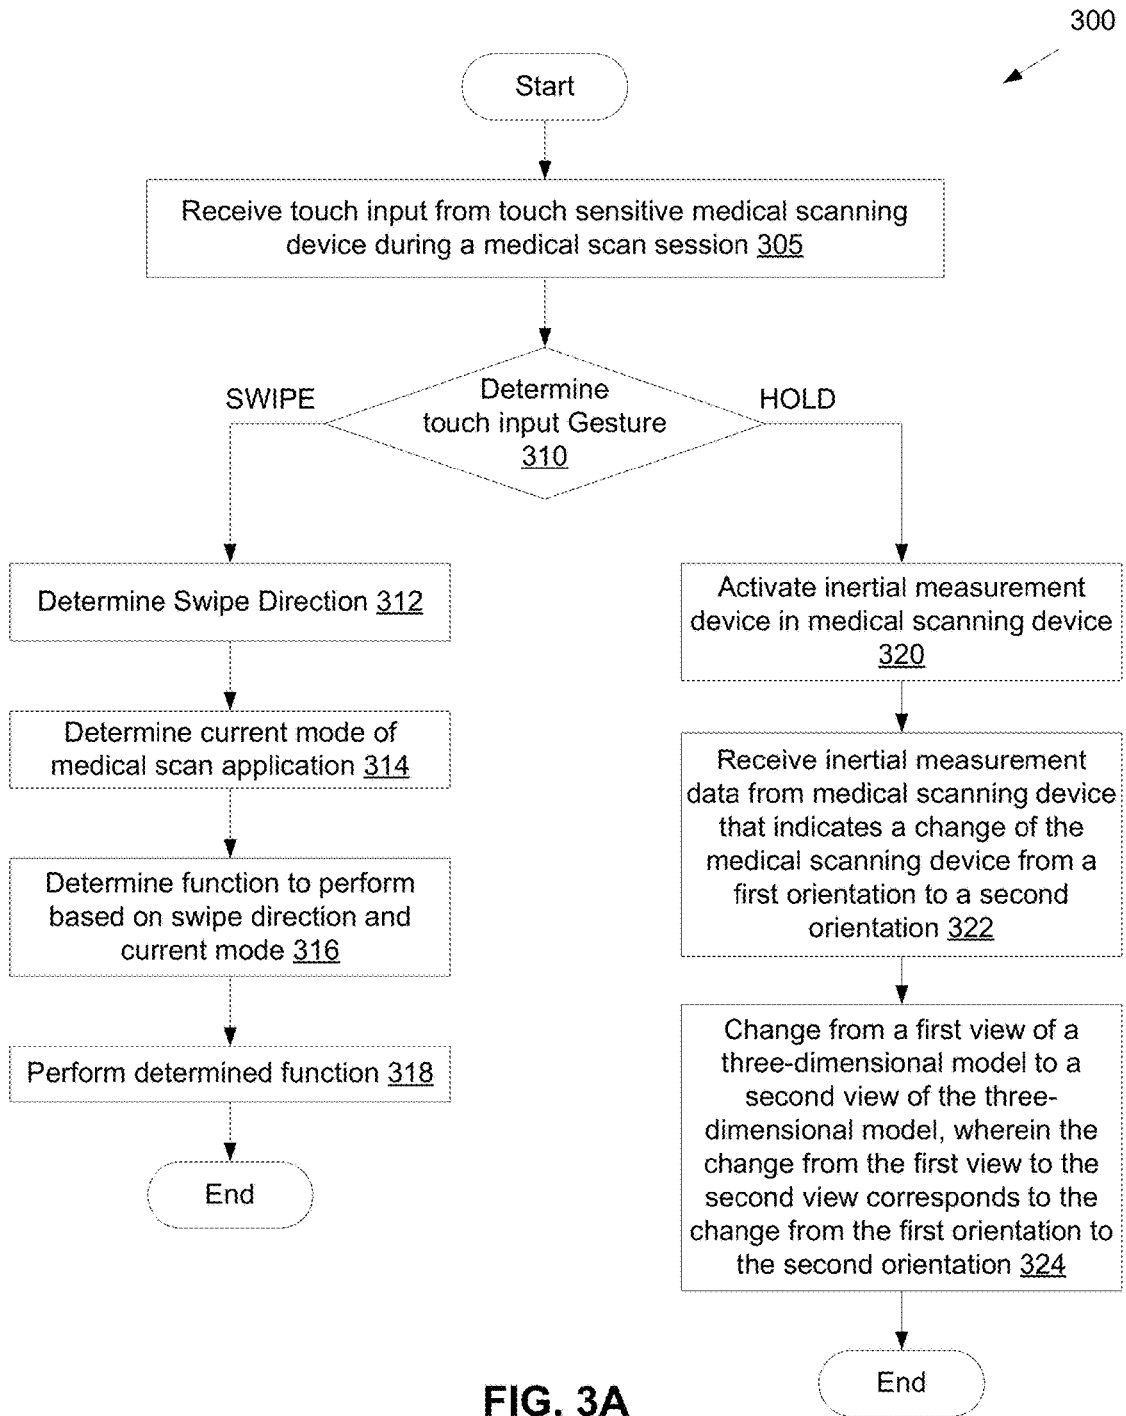 300
Start
Receive touch input from touch sensitive medical scanning
device during a medical scan session 305
SWIPE
Determine
touch input Gesture
310
HOLD
Determine Swipe Direction 312
Determine current mode of
medical scan application 314
Determine function to perform
based on swipe direction and
current mode 316
Perform determined function 318
End
Activate inertial measurement
device in medical scanning device
320
Receive inertial measurement
data from medical scanning device
that indicates a change of the
medical scanning device from a
first orientation to a second
orientation 322
Change from a first view of a
three-dimensional model to a
second view of the three-
dimensional model, wherein the
change from the first view to the
second view corresponds to the
change from the first orientation to
the second orientation 324
End
FIG. 3A